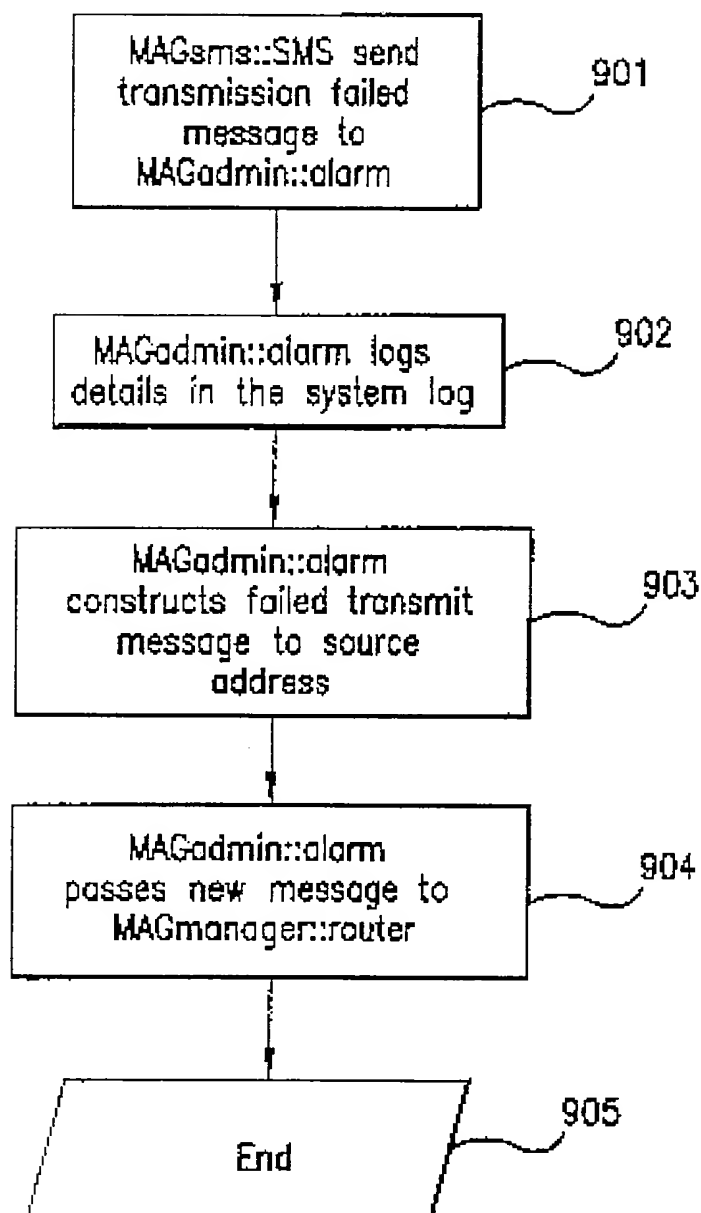 MAGsms::SMS send
transmission failed
message to
MAGadmin::alarm
901
MAGadmin::alarm logs
details in the system log
902
MAGadmin::alarm
constructs failed transmit
message to source
address
903
MAGadmin::alarm
passes new message to
MAGmanager::router
904
End
905